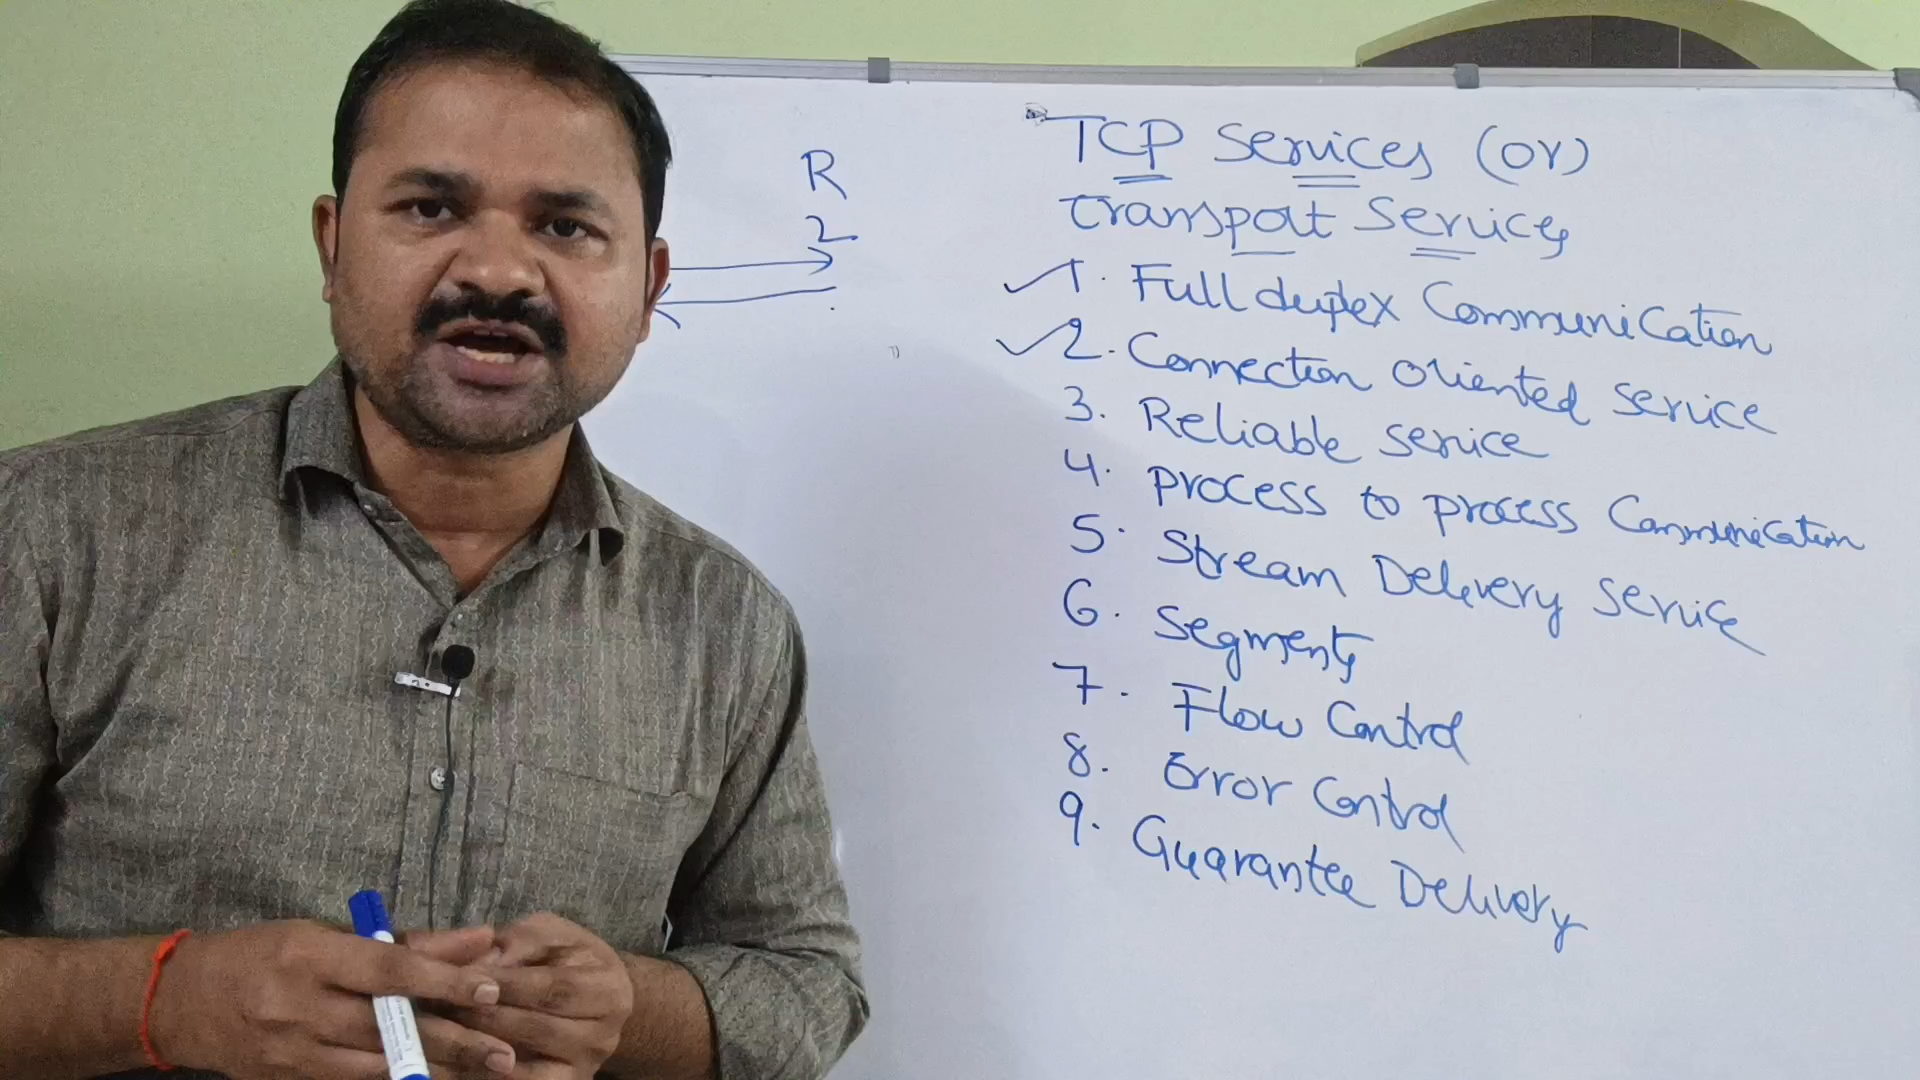 R
2
TCP Services (or)
transport Services
1. Full duplex Communication
2. Connection oriented service
3. Reliable service
4. process to process Communication
5. Stream Delivery service
6. segments
7. Flow Control
8. Error Control
9. Guarantee Delivery